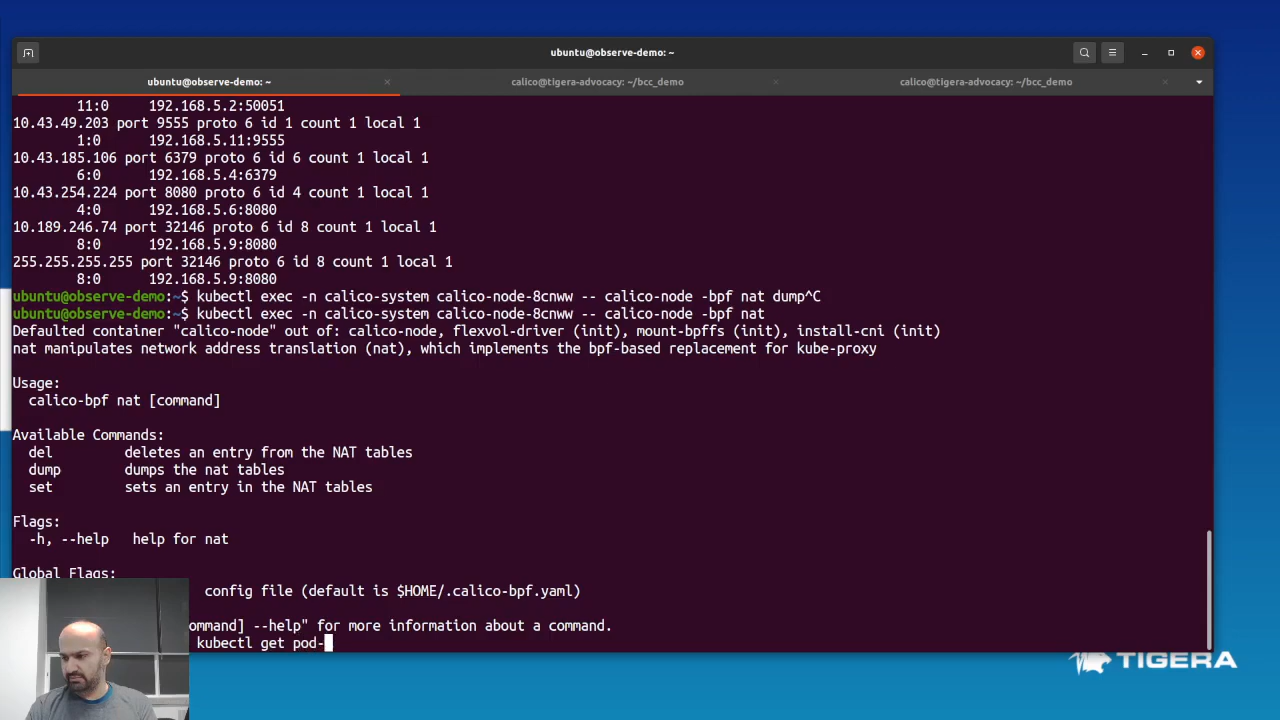 ubuntu@observe-demo: ~
ubuntu@observe-demo: ~
calico@tigera-advocacy: ~/bcc_demo
calico@tigera-advocacy: ~/bcc_demo
11:0 192.168.5.2:50051
10.43.49.203 port 9555 proto 6 id 1 count 1 local 1
1:0 192.168.5.11:9555
10.43.185.106 port 6379 proto 6 id 6 count 1 local 1
6:0 192.168.5.4:6379
10.43.254.224 port 8080 proto 6 id 4 count 1 local 1
4:0 192.168.5.6:8080
10.189.246.74 port 32146 proto 6 id 8 count 1 local 1
8:0 192.168.5.9:8080
255.255.255.255 port 32146 proto 6 id 8 count 1 local 1
8:0 192.168.5.9:8080
ubuntu@observe-demo:~$ kubectl exec -n calico-system calico-node-8cnww -- calico-node -bpf nat dump^C
ubuntu@observe-demo:~$ kubectl exec -n calico-system calico-node-8cnww -- calico-node -bpf nat
Defaulted container "calico-node" out of: calico-node, flexvol-driver (init), mount-bpffs (init), install-cni (init)
nat manipulates network address translation (nat), which implements the bpf-based replacement for kube-proxy
Usage:
calico-bpf nat [command]
Available Commands:
del deletes an entry from the NAT tables
dump dumps the nat tables
set sets an entry in the NAT tables
Flags:
-h, --help help for nat
Global Flags:
config file (default is $HOME/.calico-bpf.yaml)
ommand] --help" for more information about a command.
kubectl get pod-
TIGERA